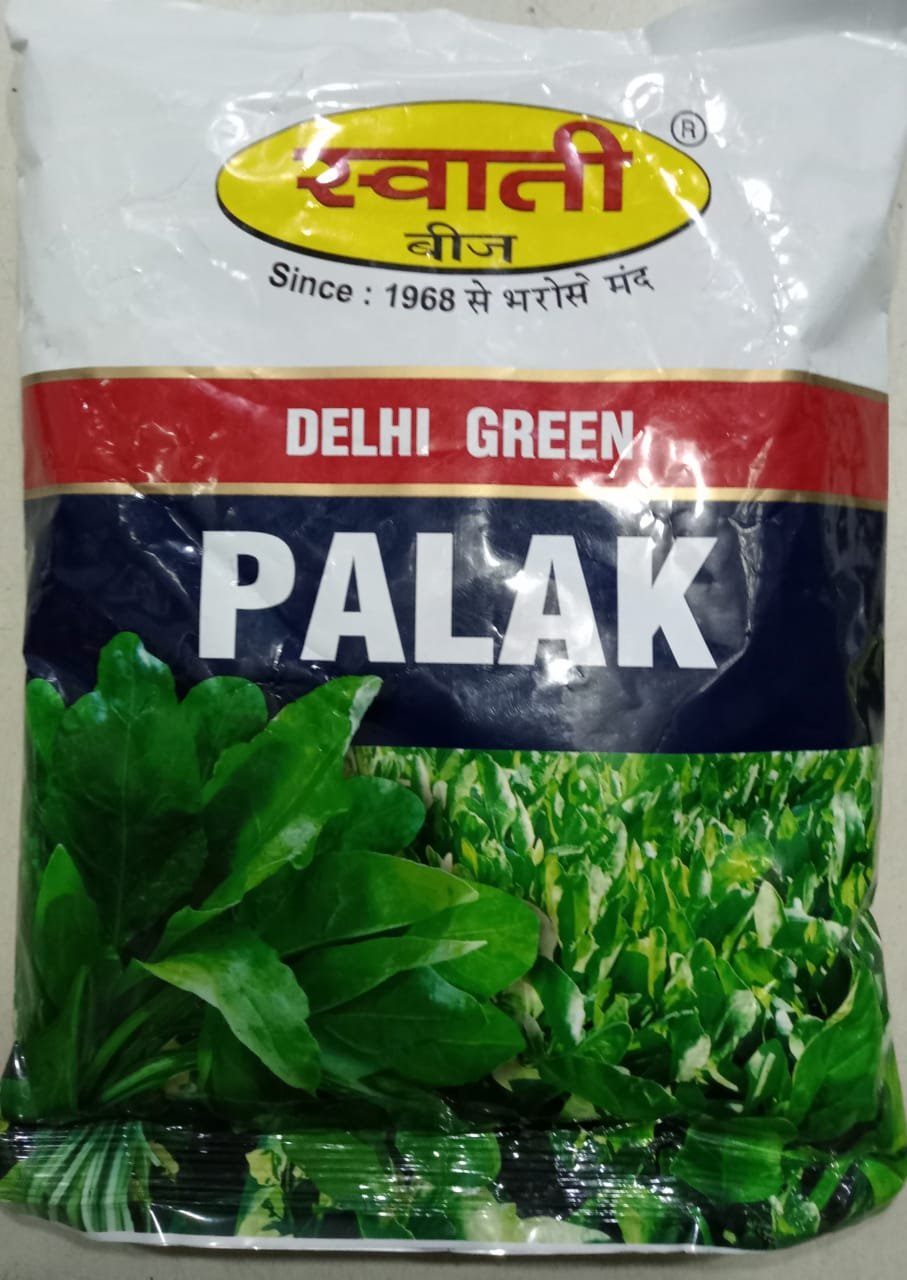 स्वाती
®
बीज
Since : 1968 से भरोसे मंद
DELHI GREEN
PALAK